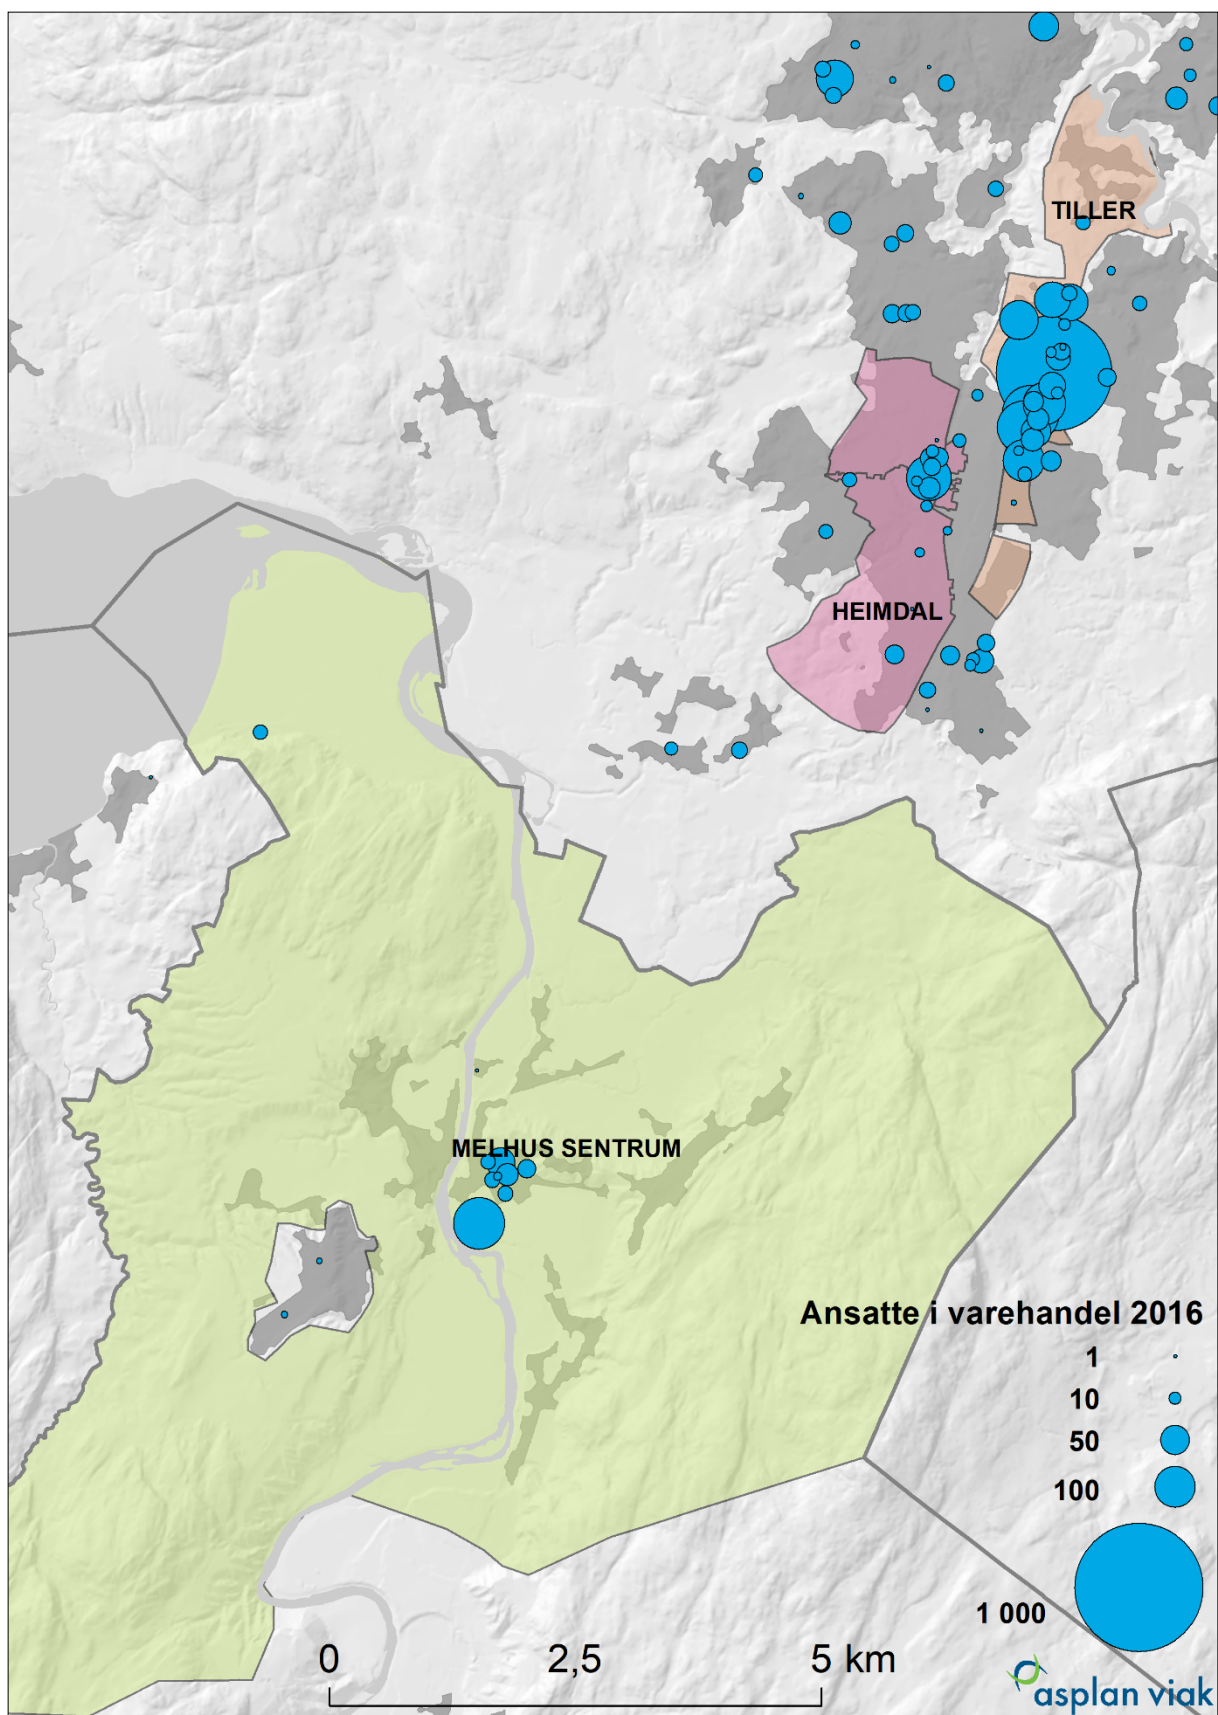 TILLER
HEIMDAL
MELHUS SENTRUM
Ansatte i varehandel 2016
1
10
50
100
1 000
0 2,5 5 km
asplan viak